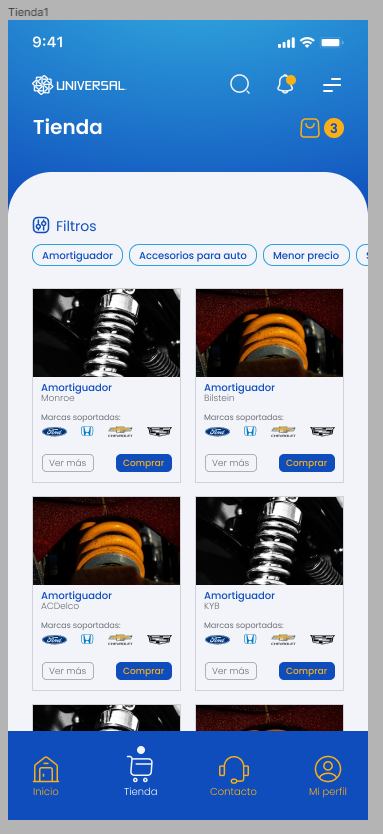 Tienda1
9:41
UNIVERSAL
Tienda
3
Filtros
Amortiguador Accesorios para auto Menor precio
Amortiguador
Monroe
Marcas soportadas:
Ford CHEVROLET
Ver más Comprar
Amortiguador
Bilstein
Marcas soportadas:
Ford CHEVROLET
Ver más Comprar
Amortiguador
ACDelco
Marcas soportadas:
Ford CHEVROLET
Ver más Comprar
Amortiguador
KYB
Marcas soportadas:
Ford CHEVROLET
Ver más Comprar
Inicio Tienda Contacto Mi perfil